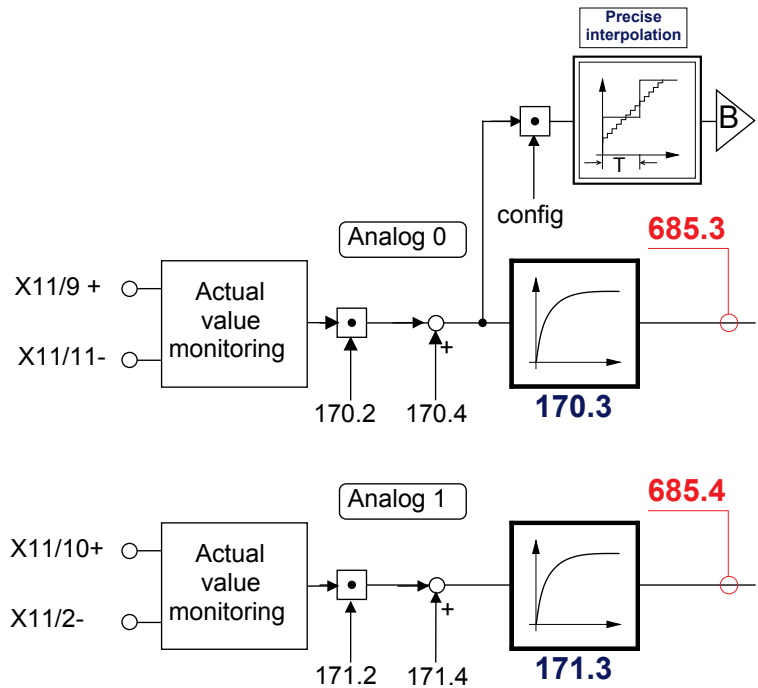 Precise
interpolation
B
T
config
Analog 0
685.3
X11/9 +
Actual
value
monitoring
X11/11-
+
170.2
170.4
170.3
Analog 1
685.4
X11/10+
Actual
value
monitoring
X11/2-
+
171.2
171.4
171.3